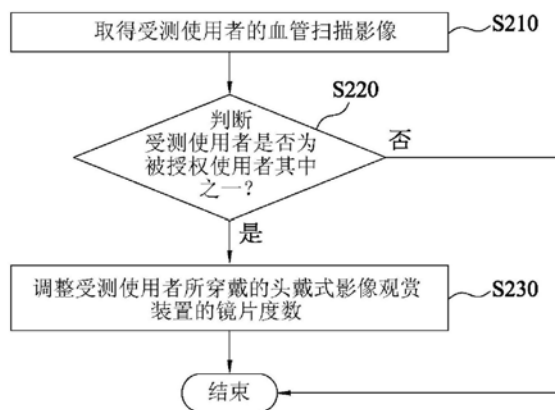 取得受测使用者的血管扫描影像
S210
S220
判断
受测使用者是否为
被授权使用者其中
之一?
否
是
调整受测使用者所穿戴的头戴式影像观赏
装置的镜片度数
S230
结束